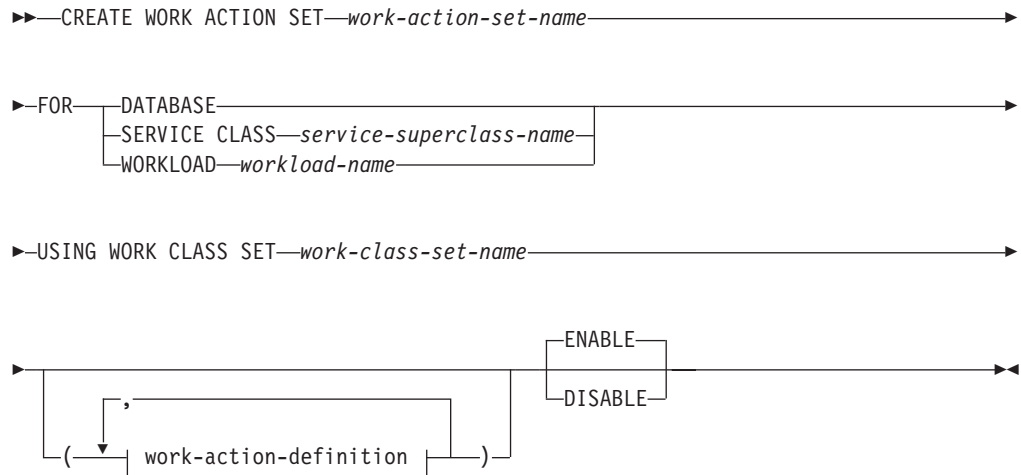 CREATE WORK ACTION SET work-action-set-name
FOR DATABASE
SERVICE CLASS service-superclass-name
WORKLOAD workload-name
USING WORK CLASS SET work-class-set-name
ENABLE
DISABLE
,
( work-action-definition )